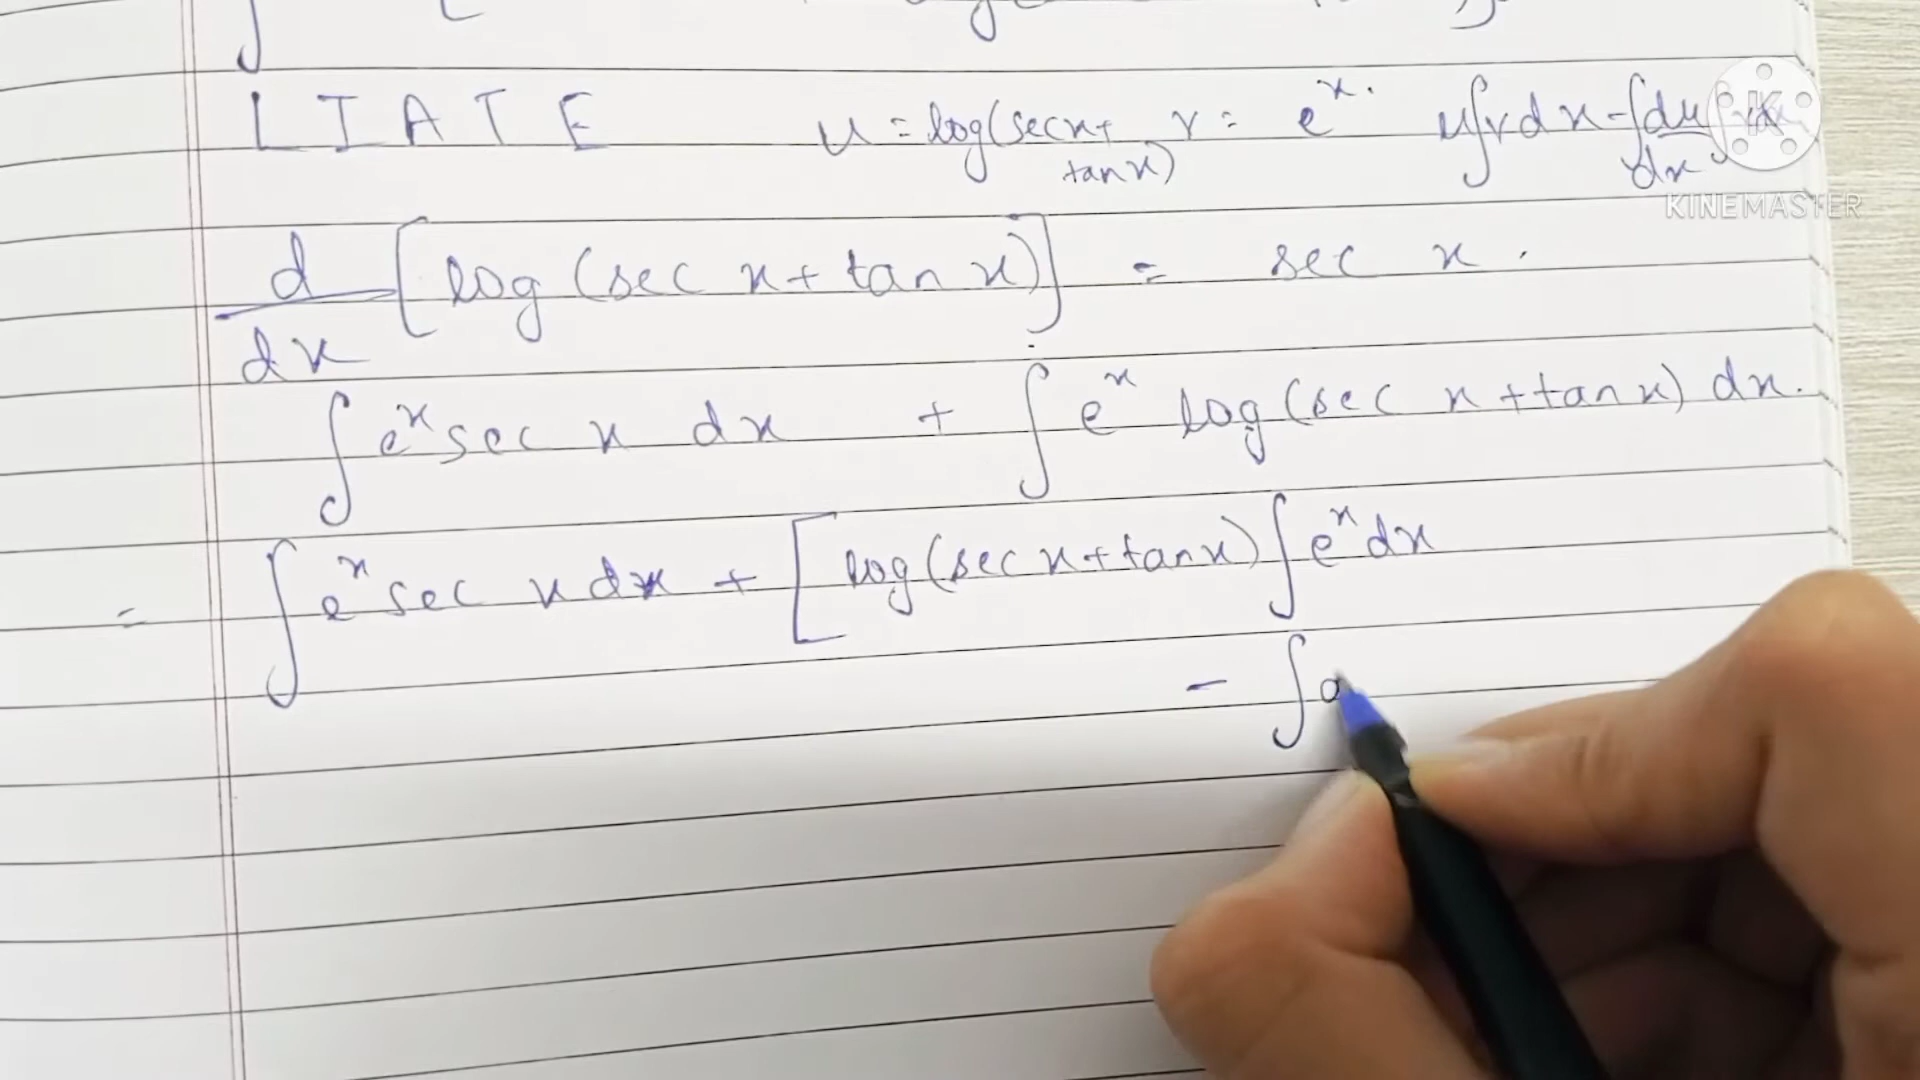 L I A T E u = log(sec x + tan x) v = e^x. u∫v dx - ∫du/dx ∫v dx
KINEMASTER
d/dx [log (sec x + tan x)] = sec x.
∫ e^x sec x dx + ∫ e^x log (sec x + tan x) dx.
= ∫ e^x sec x dx + [log (sec x + tan x) ∫ e^x dx
- ∫